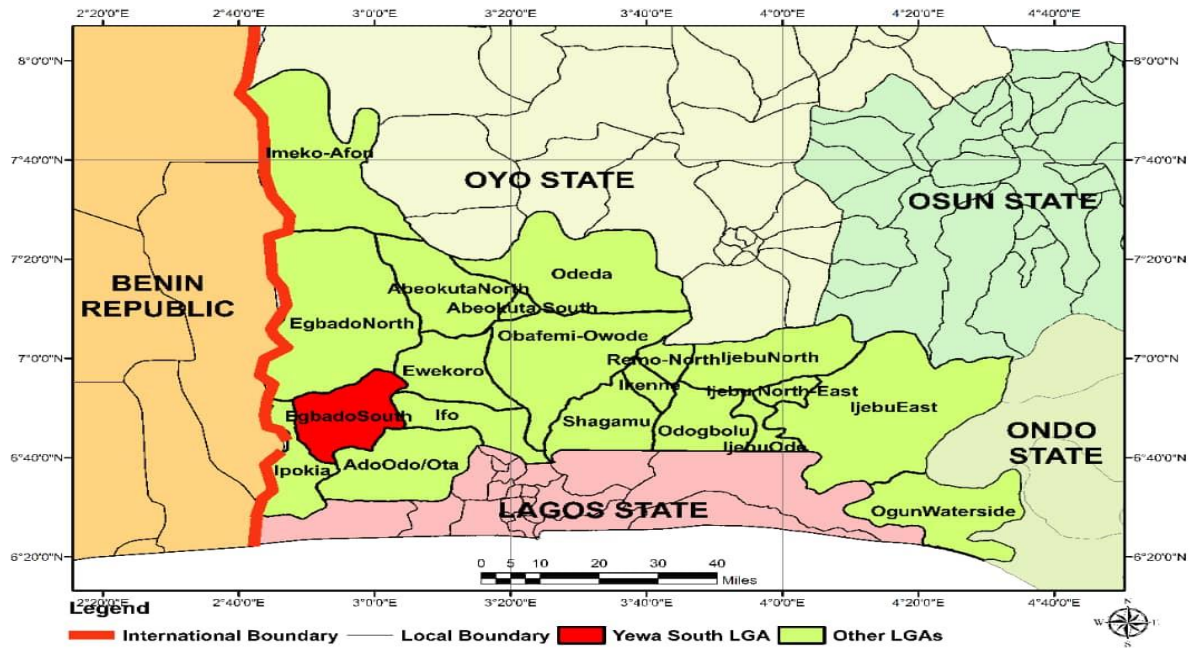 2°20'0"E 2°40'0"E 3°0'0"E 3°20'0"E 3°40'0"E 4°0'0"E 4°20'0"E 4°40'0"E
8°0'0"N 8°0'0"N
Imeko-Afon
7°40'0"N 7°40'0"N
OYO STATE
OSUN STATE
7°20'0"N 7°20'0"N
BENIN
REPUBLIC
Odeda
AbeokutaNorth
Abeokuta South
EgbadoNorth
Obafemi-Owode
7°0'0"N 7°0'0"N
Remo-North IjebuNorth
Ewekoro
Ikenne
Ijebu North-East
IjebuEast
EgbadoSouth
Ifo
Shagamu
Odogbolu
IjebuOde
ONDO
STATE
6°40'0"N 6°40'0"N
Ipokia
AdoOdo/Ota
LAGOS STATE
OgunWaterside
6°20'0"N 6°20'0"N
0 5 10 20 30 40
Miles
2°20'0"E 2°40'0"E 3°0'0"E 3°20'0"E 3°40'0"E 4°0'0"E 4°20'0"E 4°40'0"E
Legend
International Boundary Local Boundary Yewa South LGA Other LGAs
W